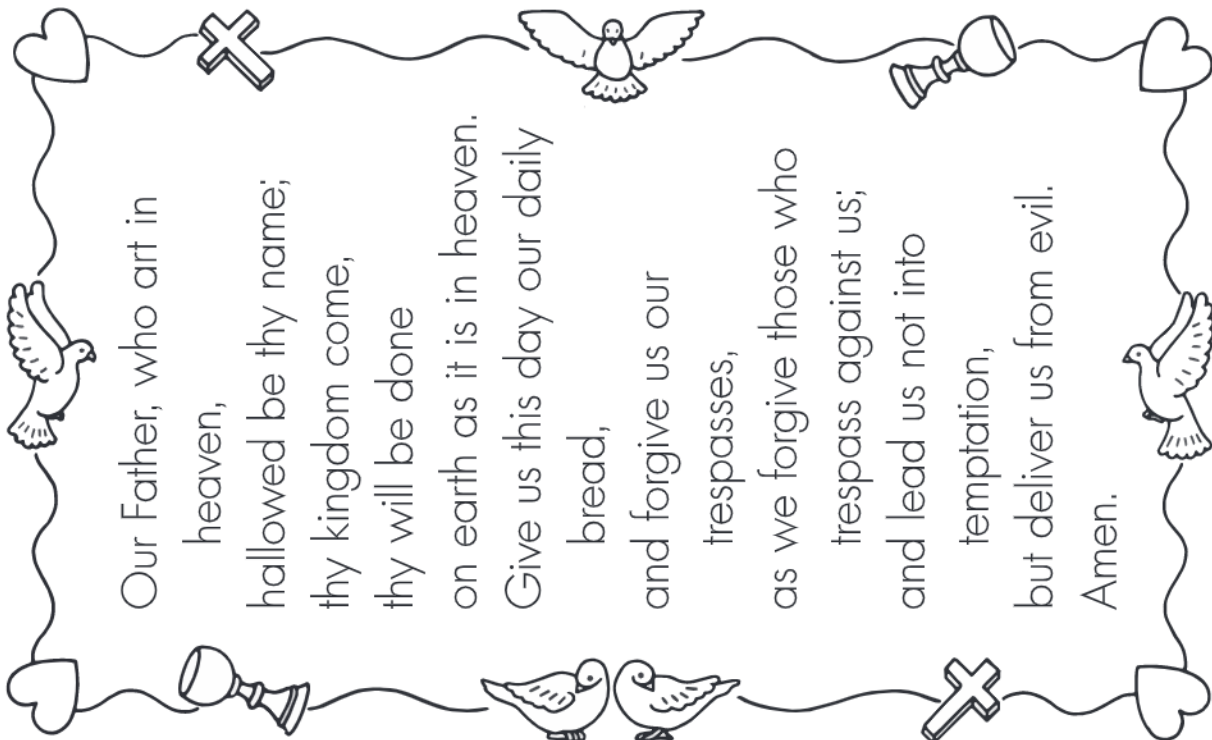 Our Father, who art in
heaven,
hallowed be thy name;
thy kingdom come,
thy will be done
on earth as it is in heaven.
Give us this day our daily
bread,
and forgive us our
trespasses,
as we forgive those who
trespass against us;
and lead us not into
temptation,
but deliver us from evil.
Amen.